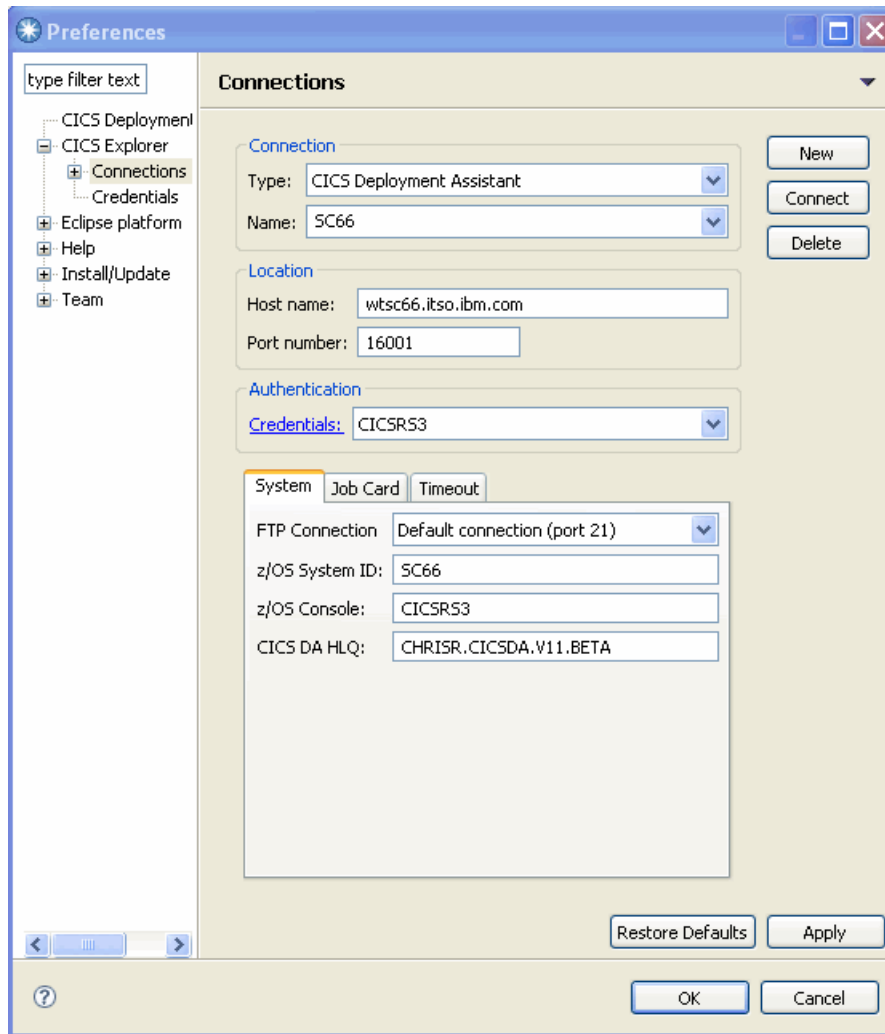 Preferences
type filter text
CICS Deployment
CICS Explorer
Connections
Credentials
Eclipse platform
Help
Install/Update
Team
Connections
Connection
Type: CICS Deployment Assistant
Name: SC66
New
Connect
Delete
Location
Host name: wtsc66.itso.ibm.com
Port number: 16001
Authentication
Credentials: CICSRS3
System Job Card Timeout
FTP Connection Default connection (port 21)
z/OS System ID: SC66
z/OS Console: CICSRS3
CICS DA HLQ: CHRISR.CICSDA.V11.BETA
Restore Defaults Apply
? OK Cancel